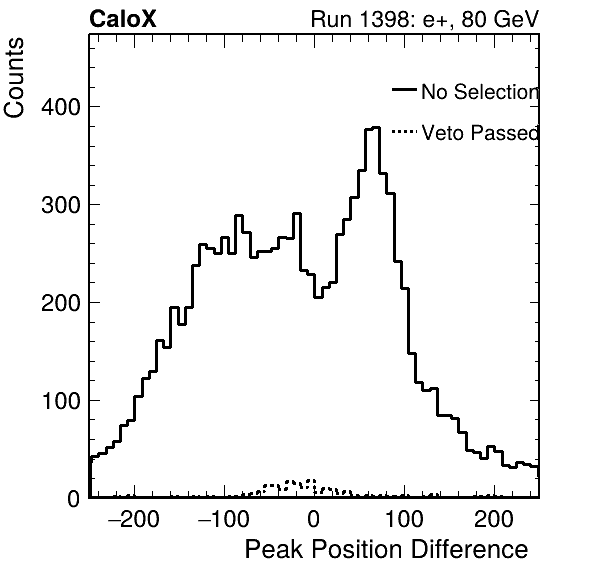 CaloX Run 1398: e+, 80 GeV
Counts
No Selection
Veto Passed
400
300
200
100
0
−200 −100 0 100 200
Peak Position Difference